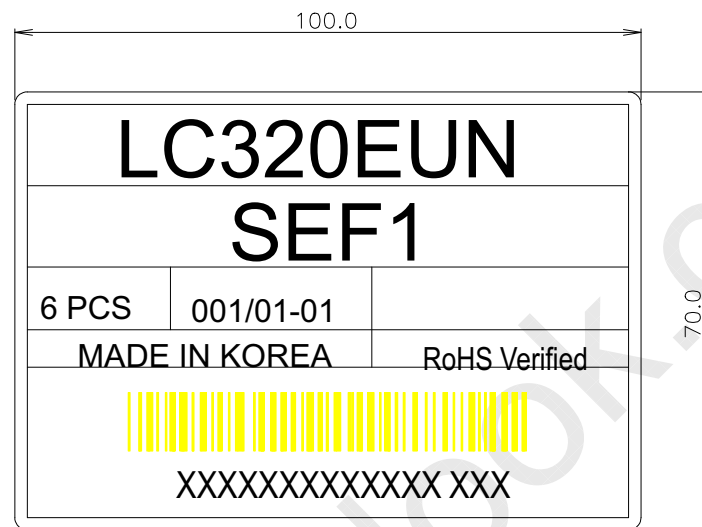 100.0
LC320EUN
SEF1
6 PCS 001/01-01
70.0
MADE IN KOREA RoHS Verified
XXXXXXXXXXXXX XXX